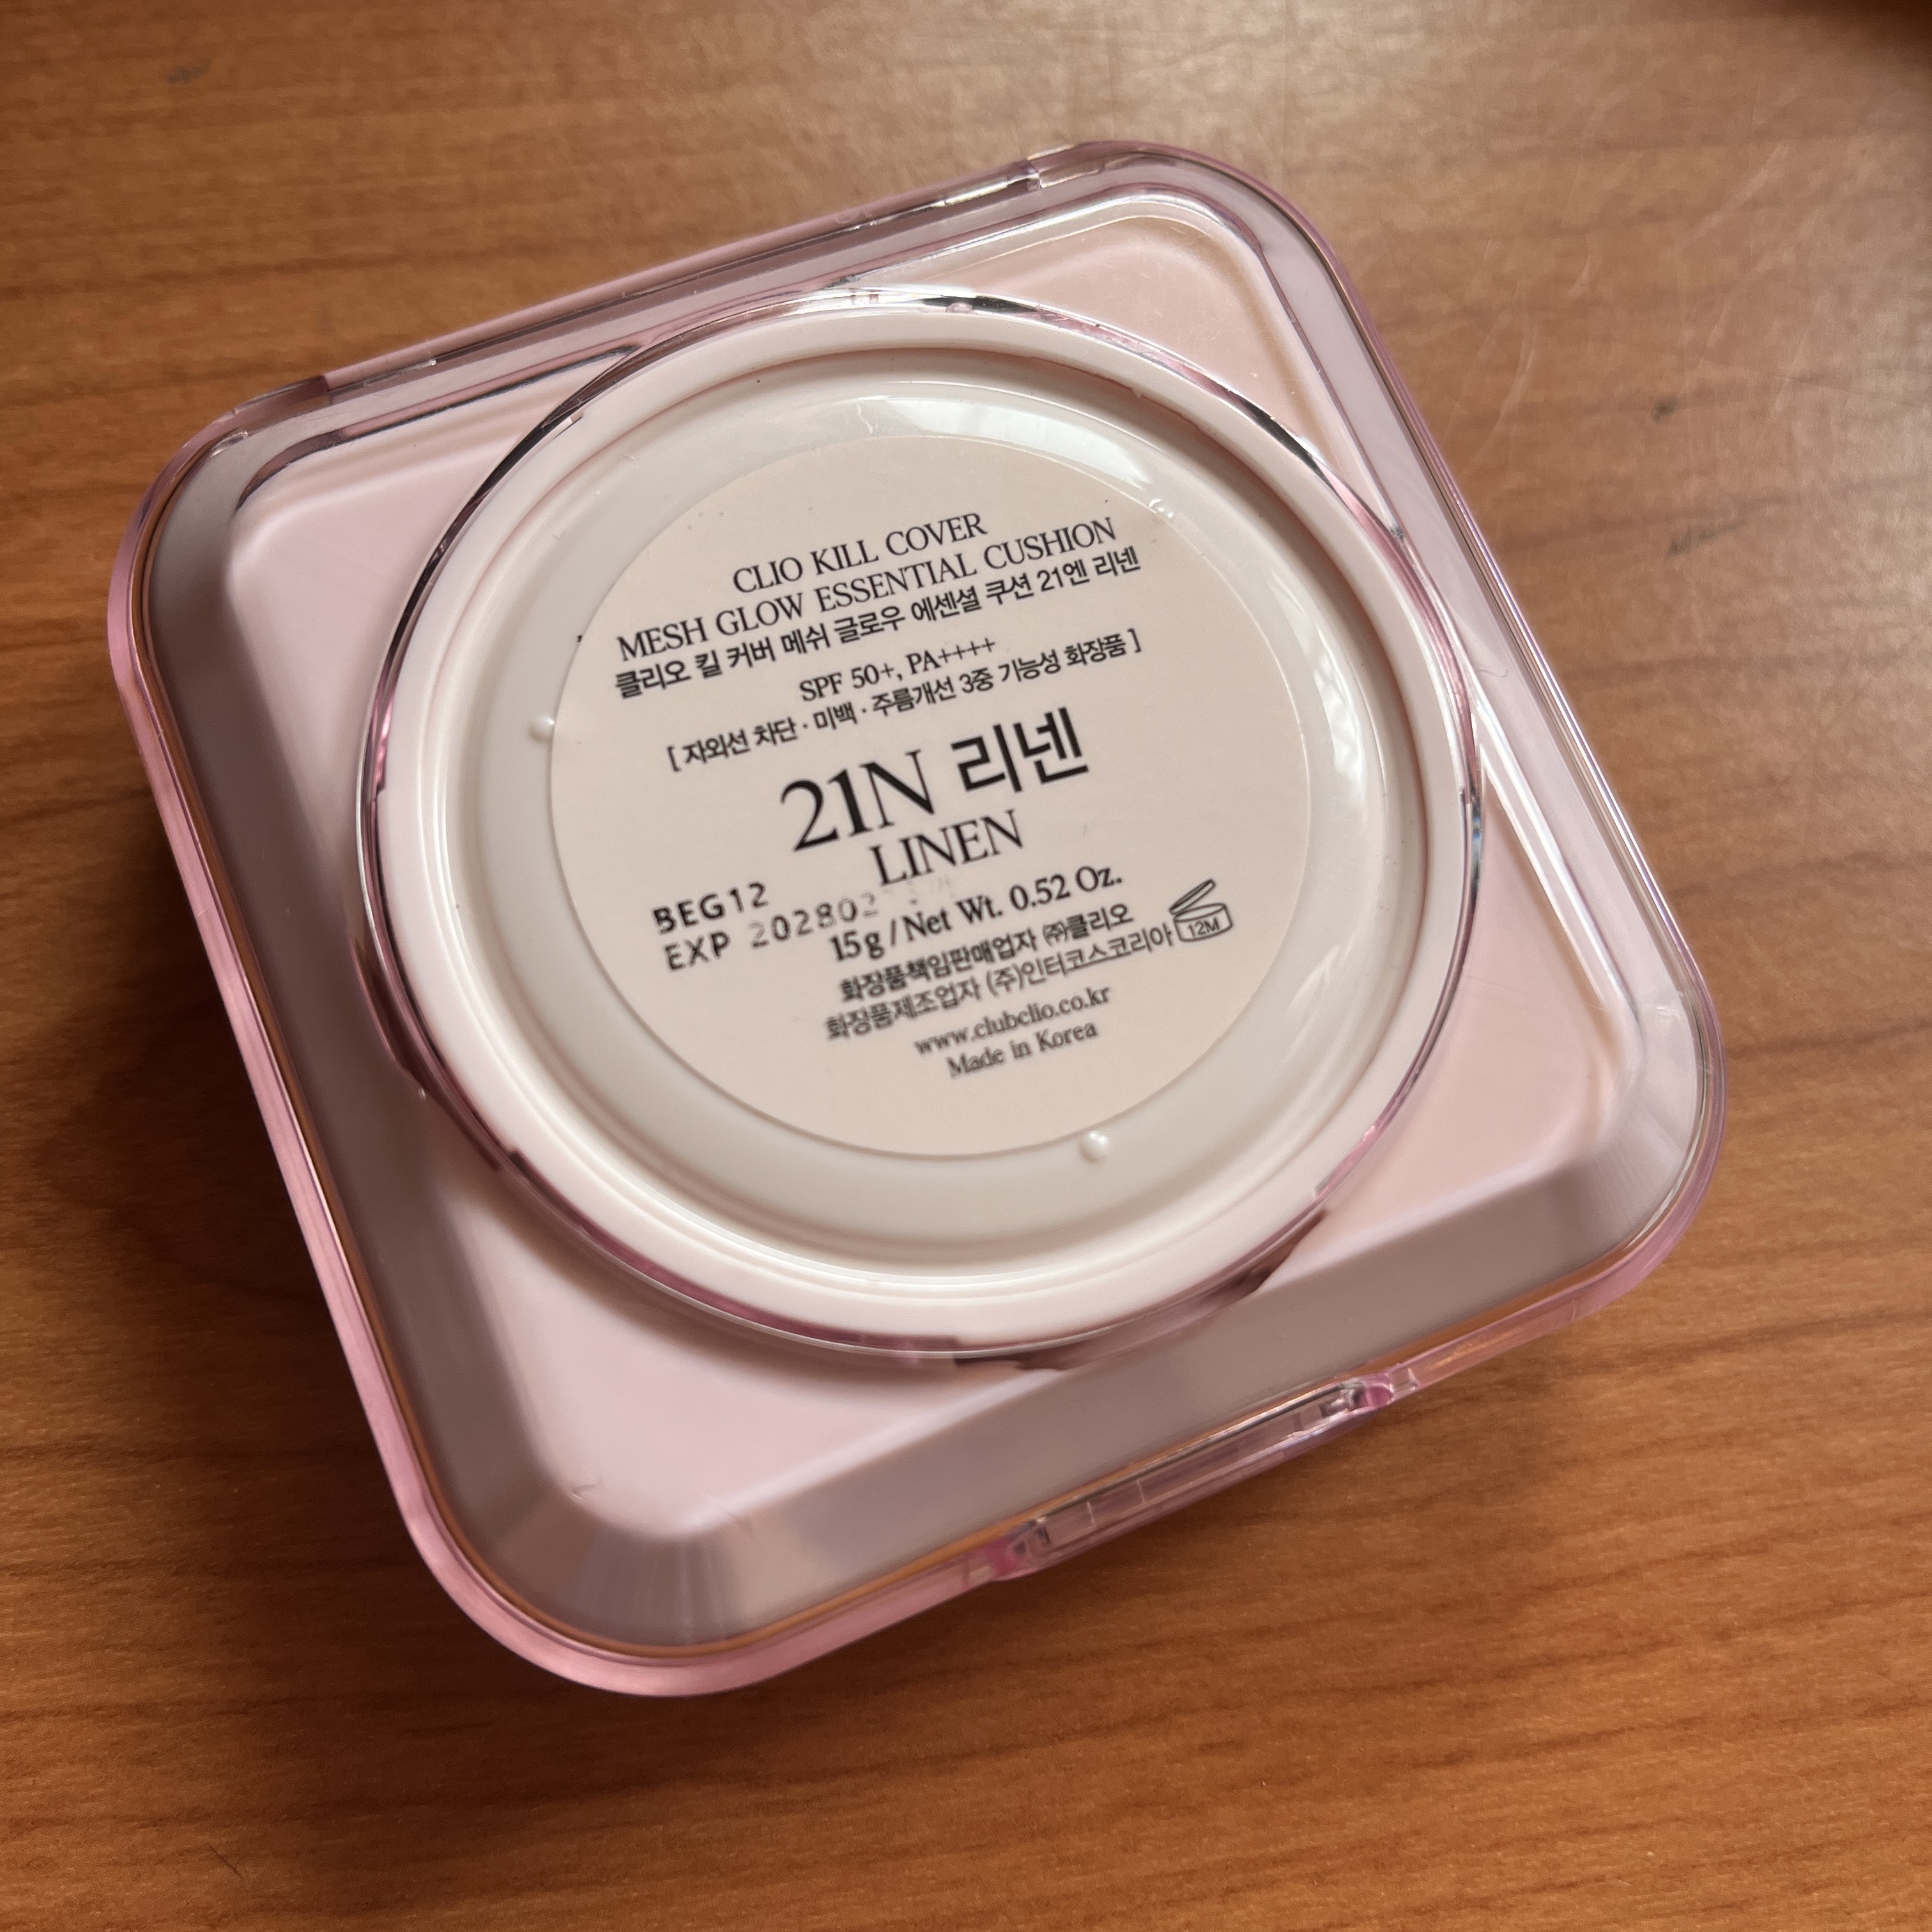 CLIO KILL COVER
MESH GLOW ESSENTIAL CUSHION
클리오 킬 커버 메쉬 글로우 에센셜 쿠션 21엔 리넨
SPF 50+, PA++++
[ 자외선 차단 · 미백 · 주름개선 3중 기능성 화장품 ]
21N 리넨
LINEN
BEG12
EXP
15g / Net Wt. 0.52 Oz.
화장품책임판매업자 ㈜클리오
화장품제조업자 (주)인터코스코리아
12M
www.clubclio.co.kr
Made in Korea